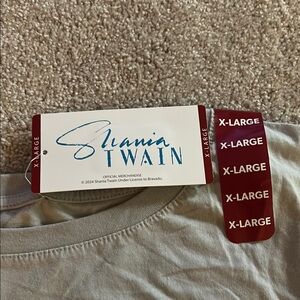 X-LARGE
Shania
TWAIN
OFFICIAL MERCHANDISE
© 2024 Shania Twain Under License to Bravado.
X-LARGE
X-LARGE
X-LARGE
X-LARGE
X-LARGE
X-LARGE